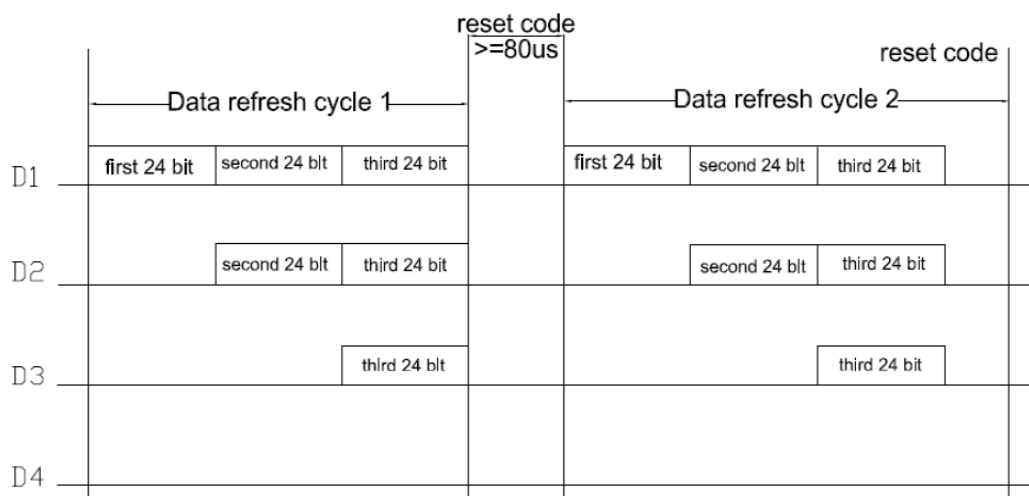 reset code
>=80us
reset code
Data refresh cycle 1
Data refresh cycle 2
D1 first 24 bit second 24 blt third 24 bit first 24 bit second 24 blt third 24 bit
D2 second 24 blt third 24 bit second 24 blt third 24 bit
D3 thlrd 24 blt third 24 bit
D4